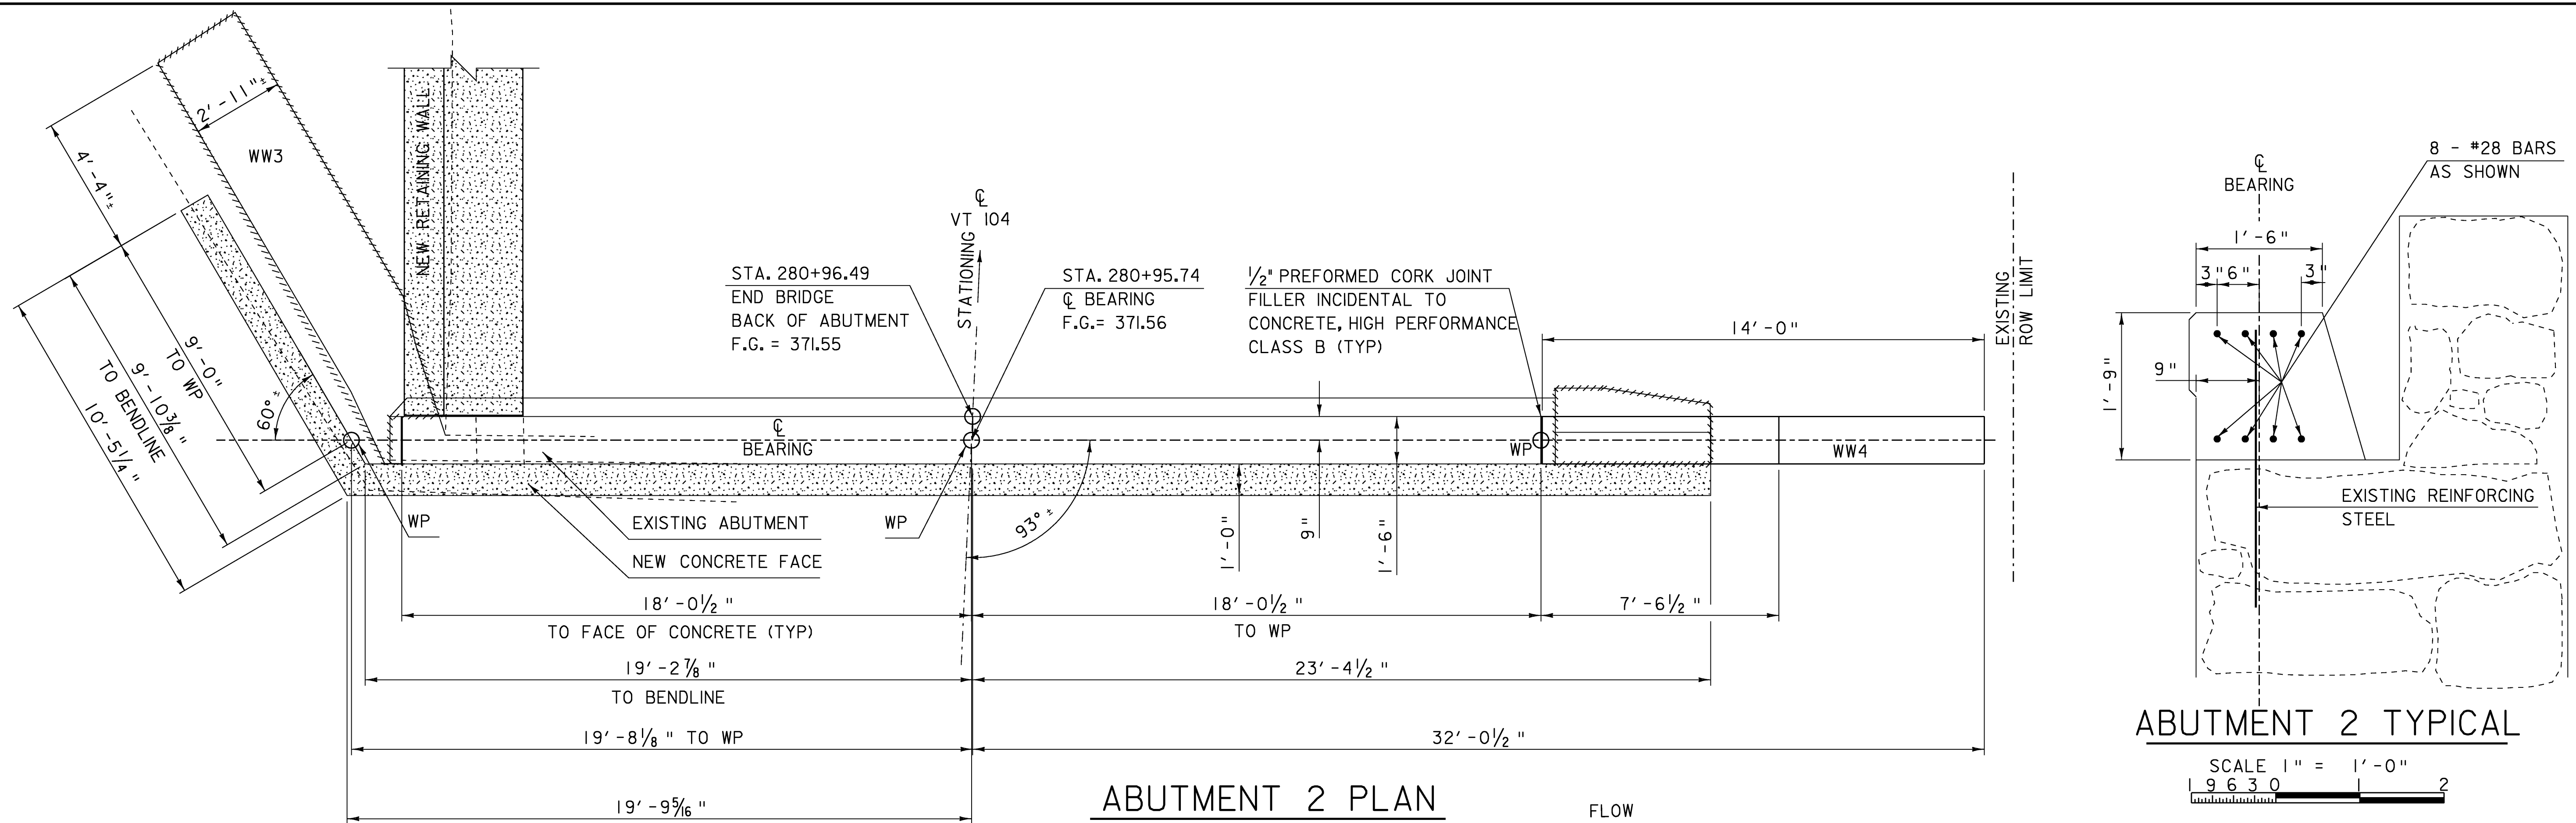 2'-11"±
WW3
4'-4"±
9'-0"
TO WP
9'-10⅜"
TO BENDLINE
10'-5¼"
60°±
NEW RETAINING WALL
STA. 280+96.49
END BRIDGE
BACK OF ABUTMENT
F.G. = 371.55
℄
VT 104
STATIONING
STA. 280+95.74
℄ BEARING
F.G.= 371.56
½" PREFORMED CORK JOINT
FILLER INCIDENTAL TO
CONCRETE, HIGH PERFORMANCE
CLASS B (TYP)
14'-0"
EXISTING
ROW LIMIT
℄
BEARING
WP
WW4
WP
EXISTING ABUTMENT
NEW CONCRETE FACE
WP
93°±
1'-0"
9"
1'-6"
18'-0½"
TO FACE OF CONCRETE (TYP)
18'-0½"
TO WP
7'-6½"
19'-2⅞"
TO BENDLINE
23'-4½"
19'-8⅛" TO WP
32'-0½"
19'-9⁵⁄₁₆"
ABUTMENT 2 PLAN
FLOW
℄
BEARING
8 - #28 BARS
AS SHOWN
1'-6"
3" 6" 3"
1'-9"
9"
EXISTING REINFORCING
STEEL
ABUTMENT 2 TYPICAL
SCALE 1" = 1'-0"
1 9 6 3 0 1 2